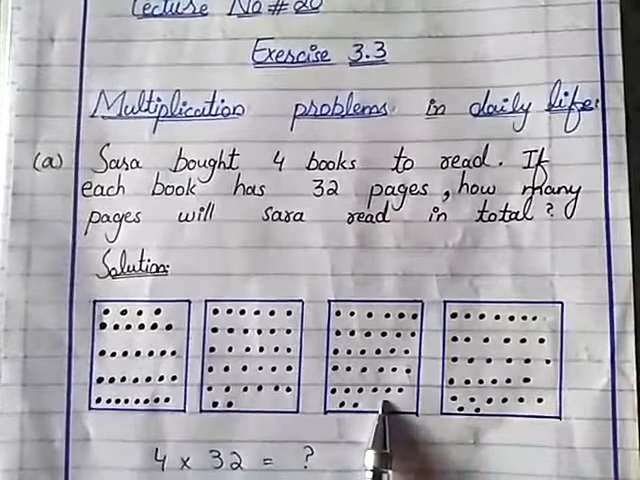 Lecture No # 20
Exercise 3.3
Multiplication problems in daily life.
(a) Sara bought 4 books to read. If
each book has 32 pages, how many
pages will sara read in total?
Solution:
4 x 32 = ?